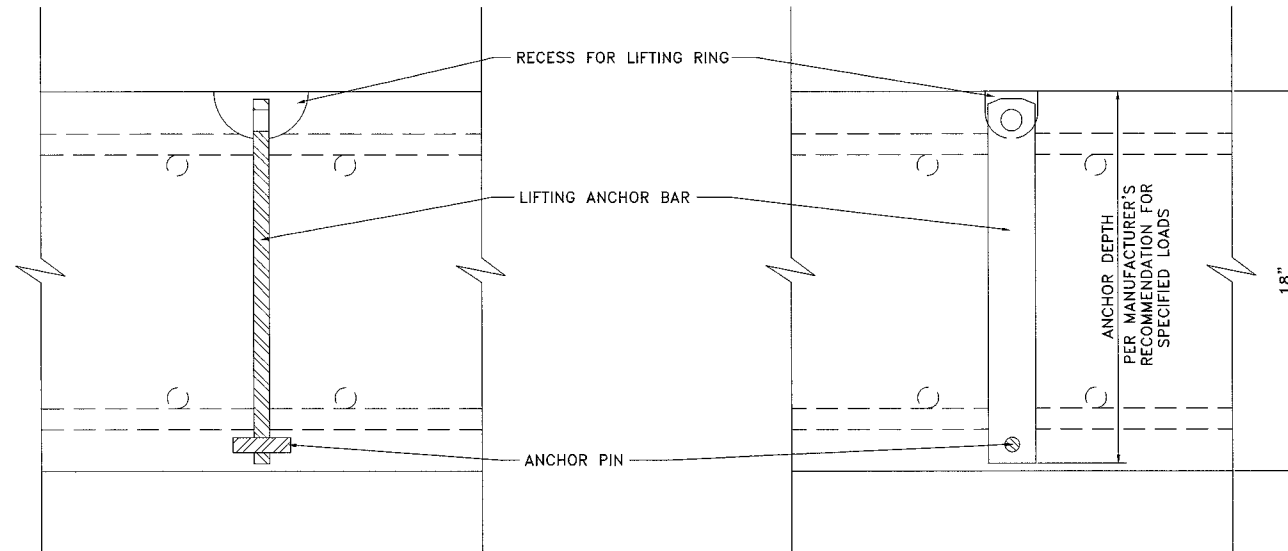 RECESS FOR LIFTING RING
LIFTING ANCHOR BAR
ANCHOR PIN
ANCHOR DEPTH
PER MANUFACTURER'S
RECOMMENDATION FOR
SPECIFIED LOADS
18"